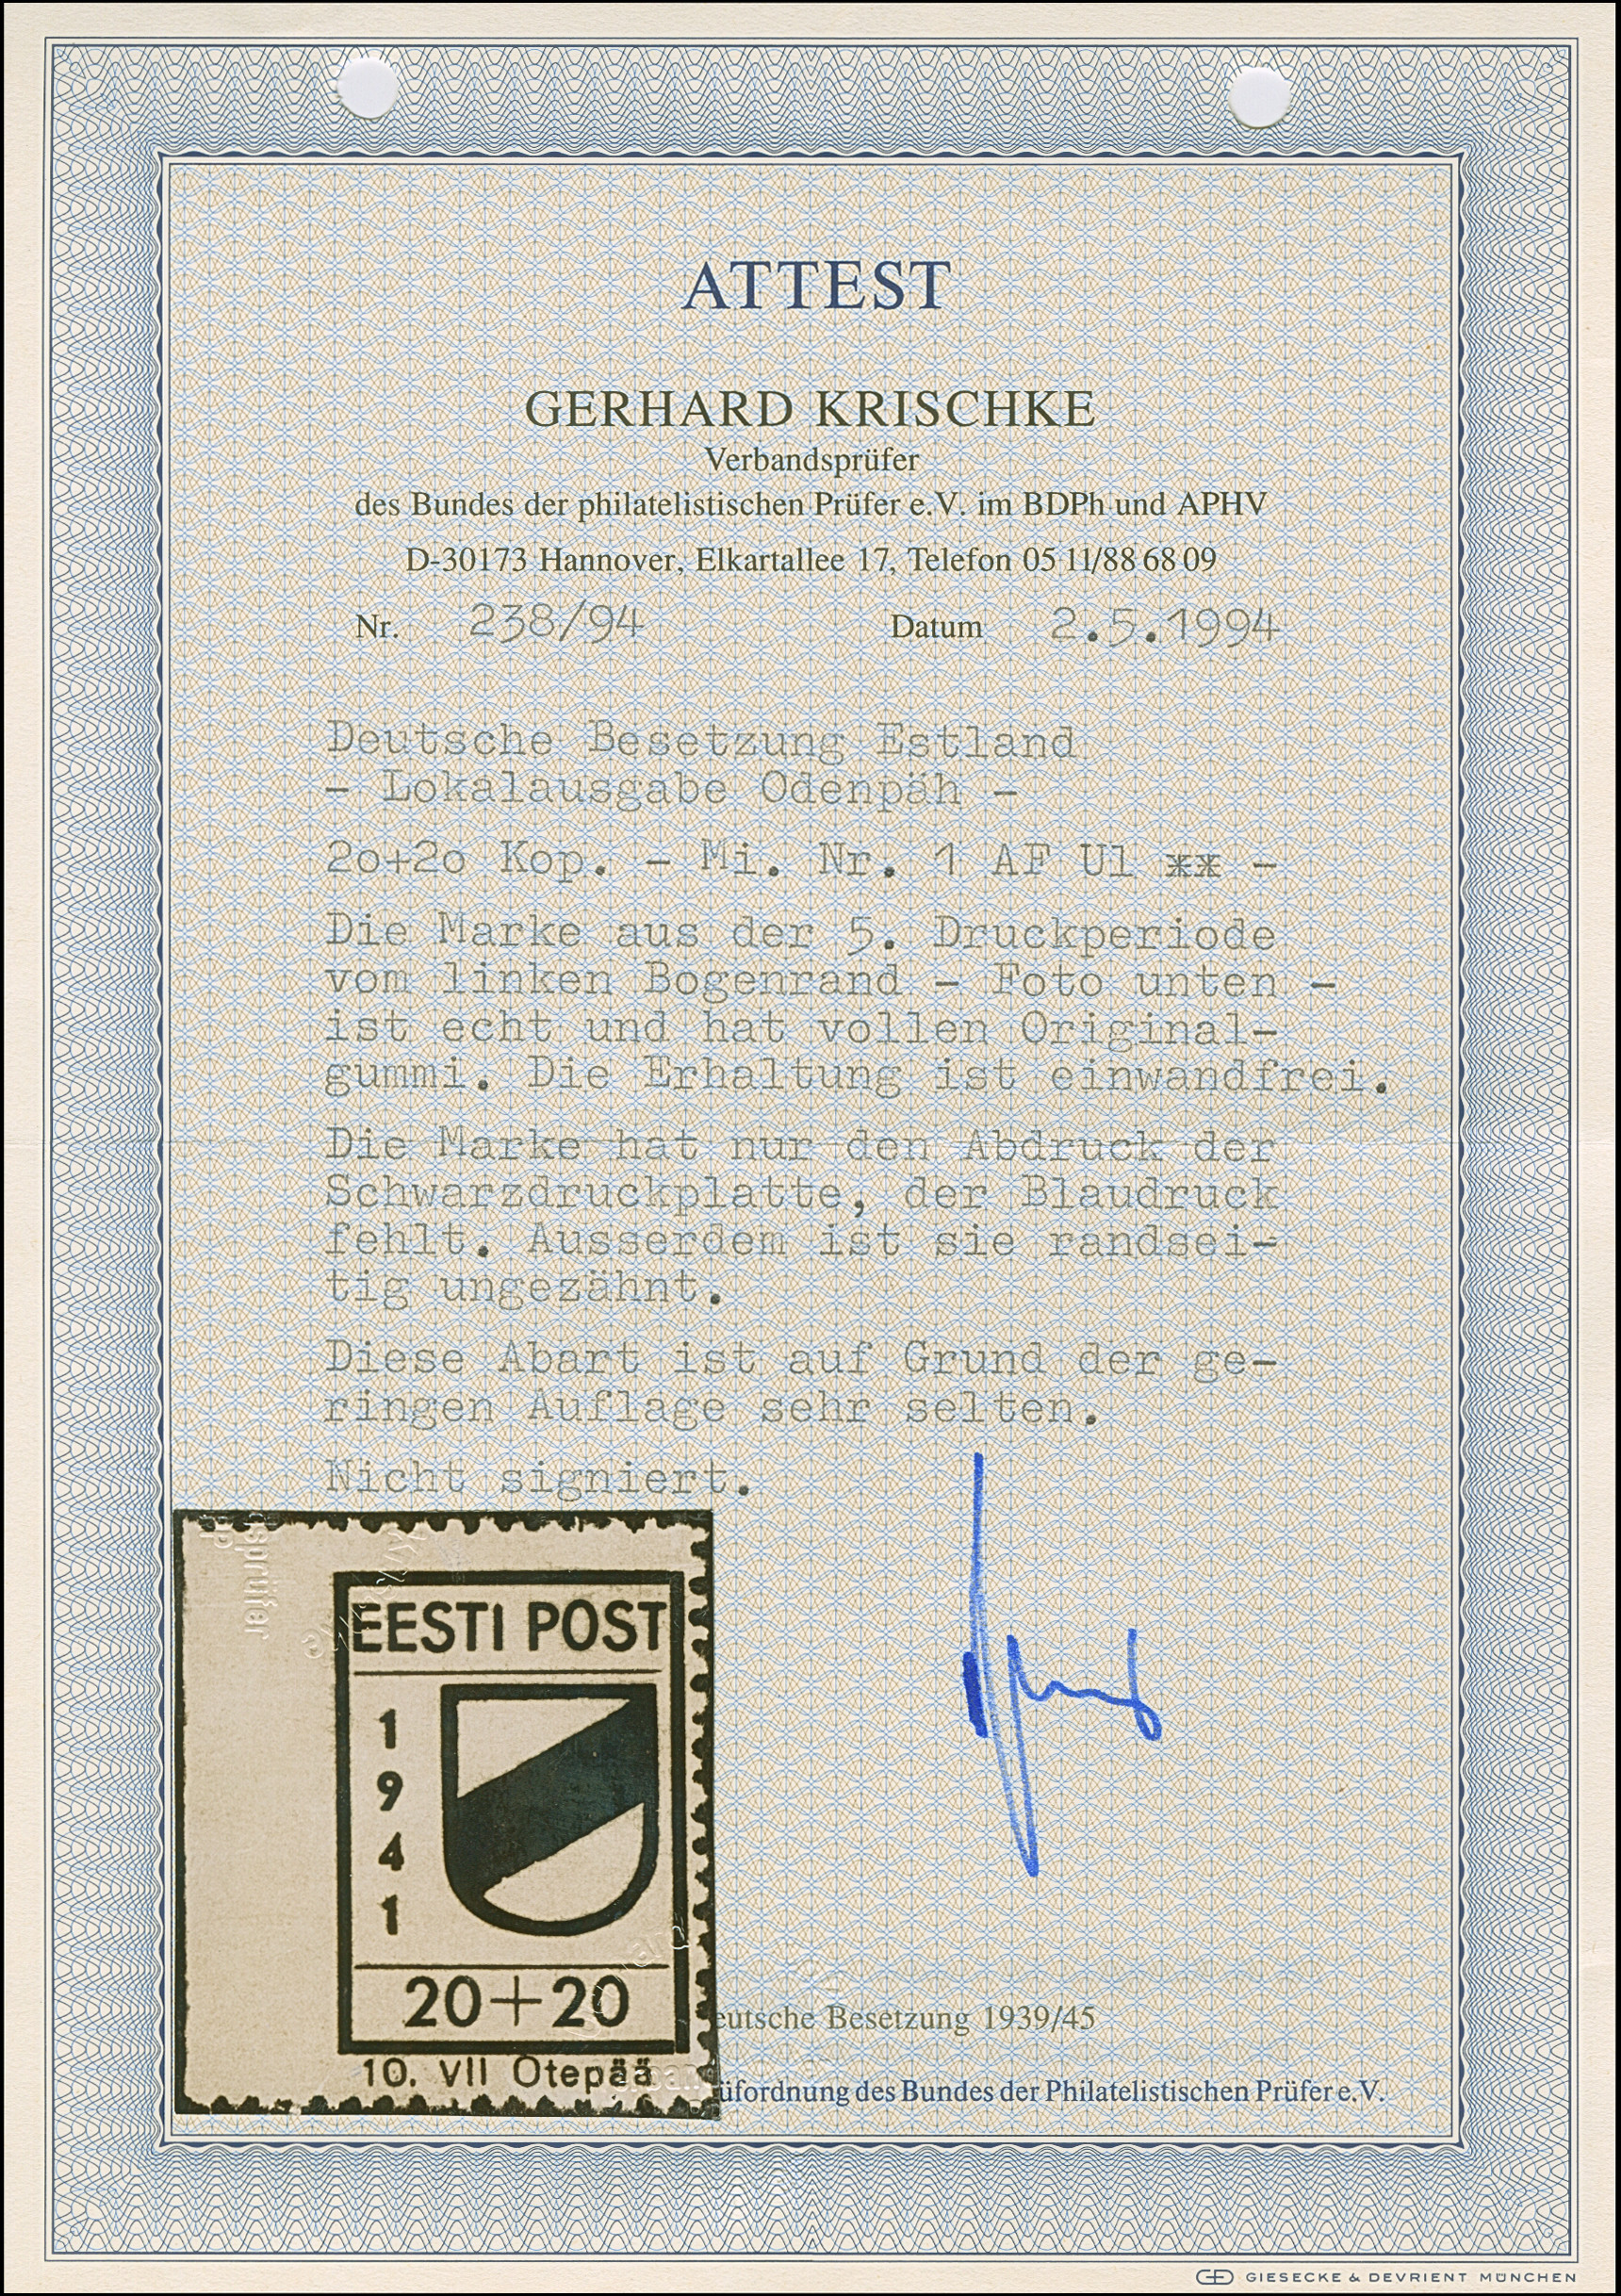 ATTEST
GERHARD KRISCHKE
Verbandsprüfer
des Bundes der philatelistischen Prüfer e.V. im BDPh und APHV
D-30173 Hannover, Elkartallee 17, Telefon 05 11/88 68 09
Nr. 238/94 Datum 2.5.1994
Deutsche Besetzung Estland
- Lokalausgabe Odenpäh -
20+20 Kop. - Mi. Nr. 1 AF Ul ** -
Die Marke aus der 5. Druckperiode
vom linken Bogenrand - Foto unten -
ist echt und hat vollen Original-
gummi. Die Erhaltung ist einwandfrei.
Die Marke hat nur den Abdruck der
Schwarzdruckplatte, der Blaudruck
fehlt. Ausserdem ist sie randsei-
tig ungezähnt.
Diese Abart ist auf Grund der ge-
ringen Auflage sehr selten.
Nicht signiert.
EESTI POST
1
9
4
1
20+20
10. VII Otepää
eutsche Besetzung 1939/45
üfordnung des Bundes der Philatelistischen Prüfer e.V.
GIESECKE & DEVRIENT MÜNCHEN